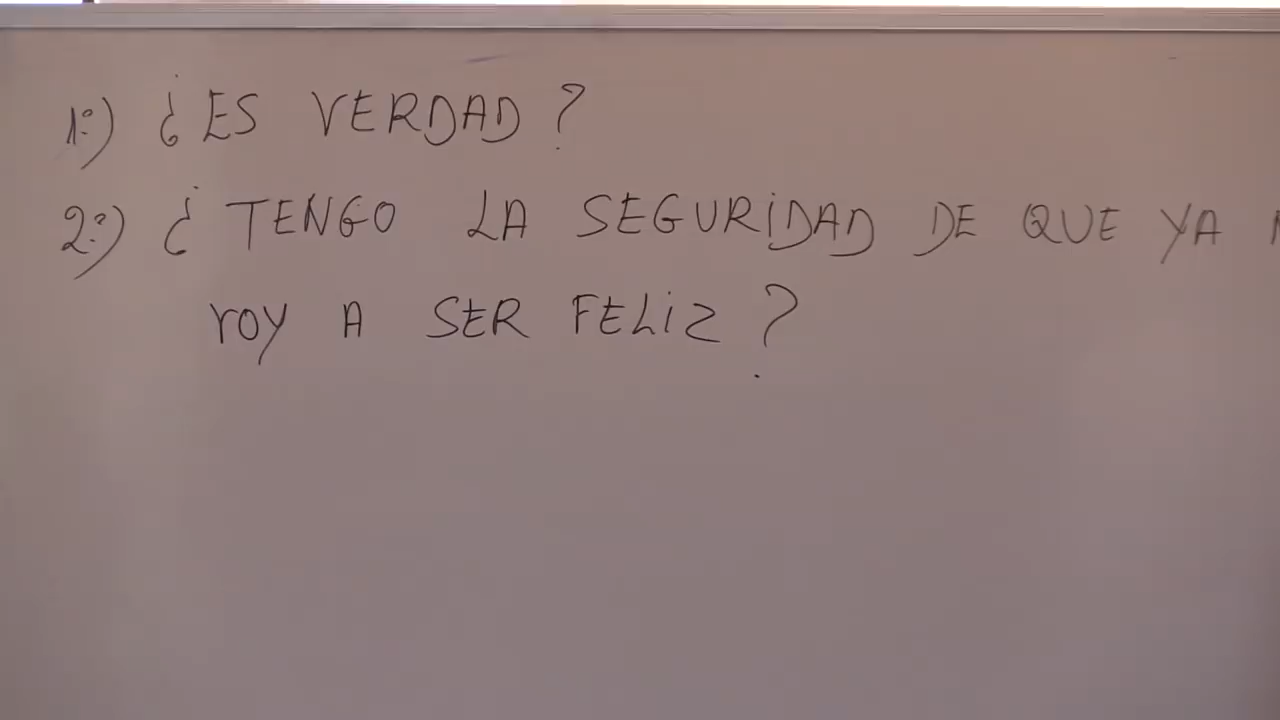 1º) ¿ES VERDAD?
2º) ¿TENGO LA SEGURIDAD DE QUE YA
VOY A SER FELIZ?